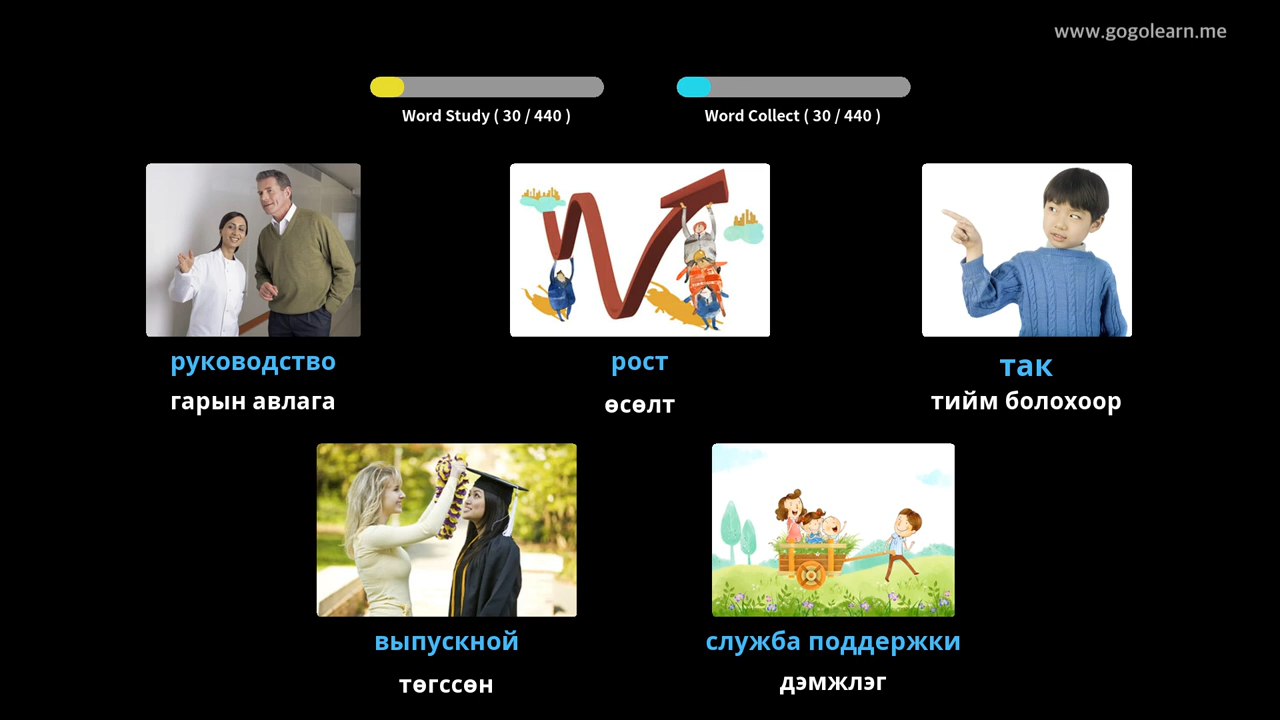 www.gogolearn.me
Word Study ( 30 / 440 )
Word Collect ( 30 / 440 )
руководство
гарын авлага
рост
өсөлт
так
тийм болохоор
выпускной
төгссөн
служба поддержки
дэмжлэг